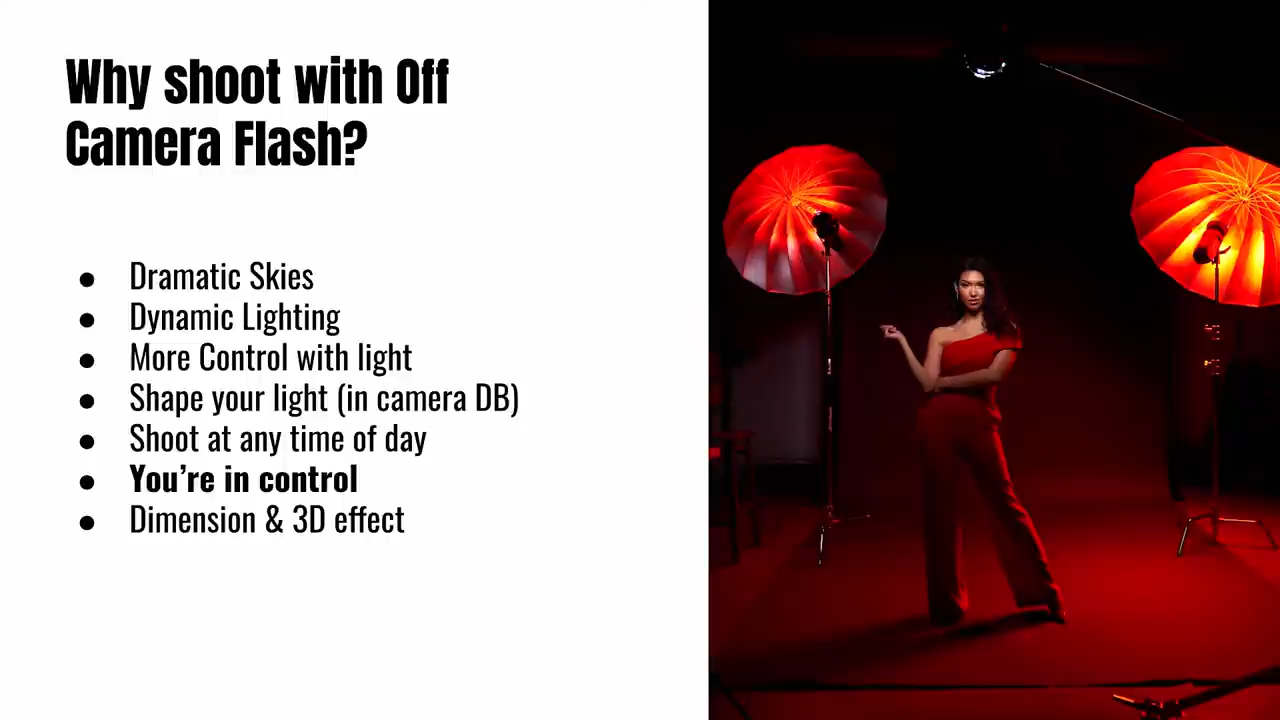 Why shoot with Off
Camera Flash?
● Dramatic Skies
● Dynamic Lighting
● More Control with light
● Shape your light (in camera DB)
● Shoot at any time of day
● You’re in control
● Dimension & 3D effect